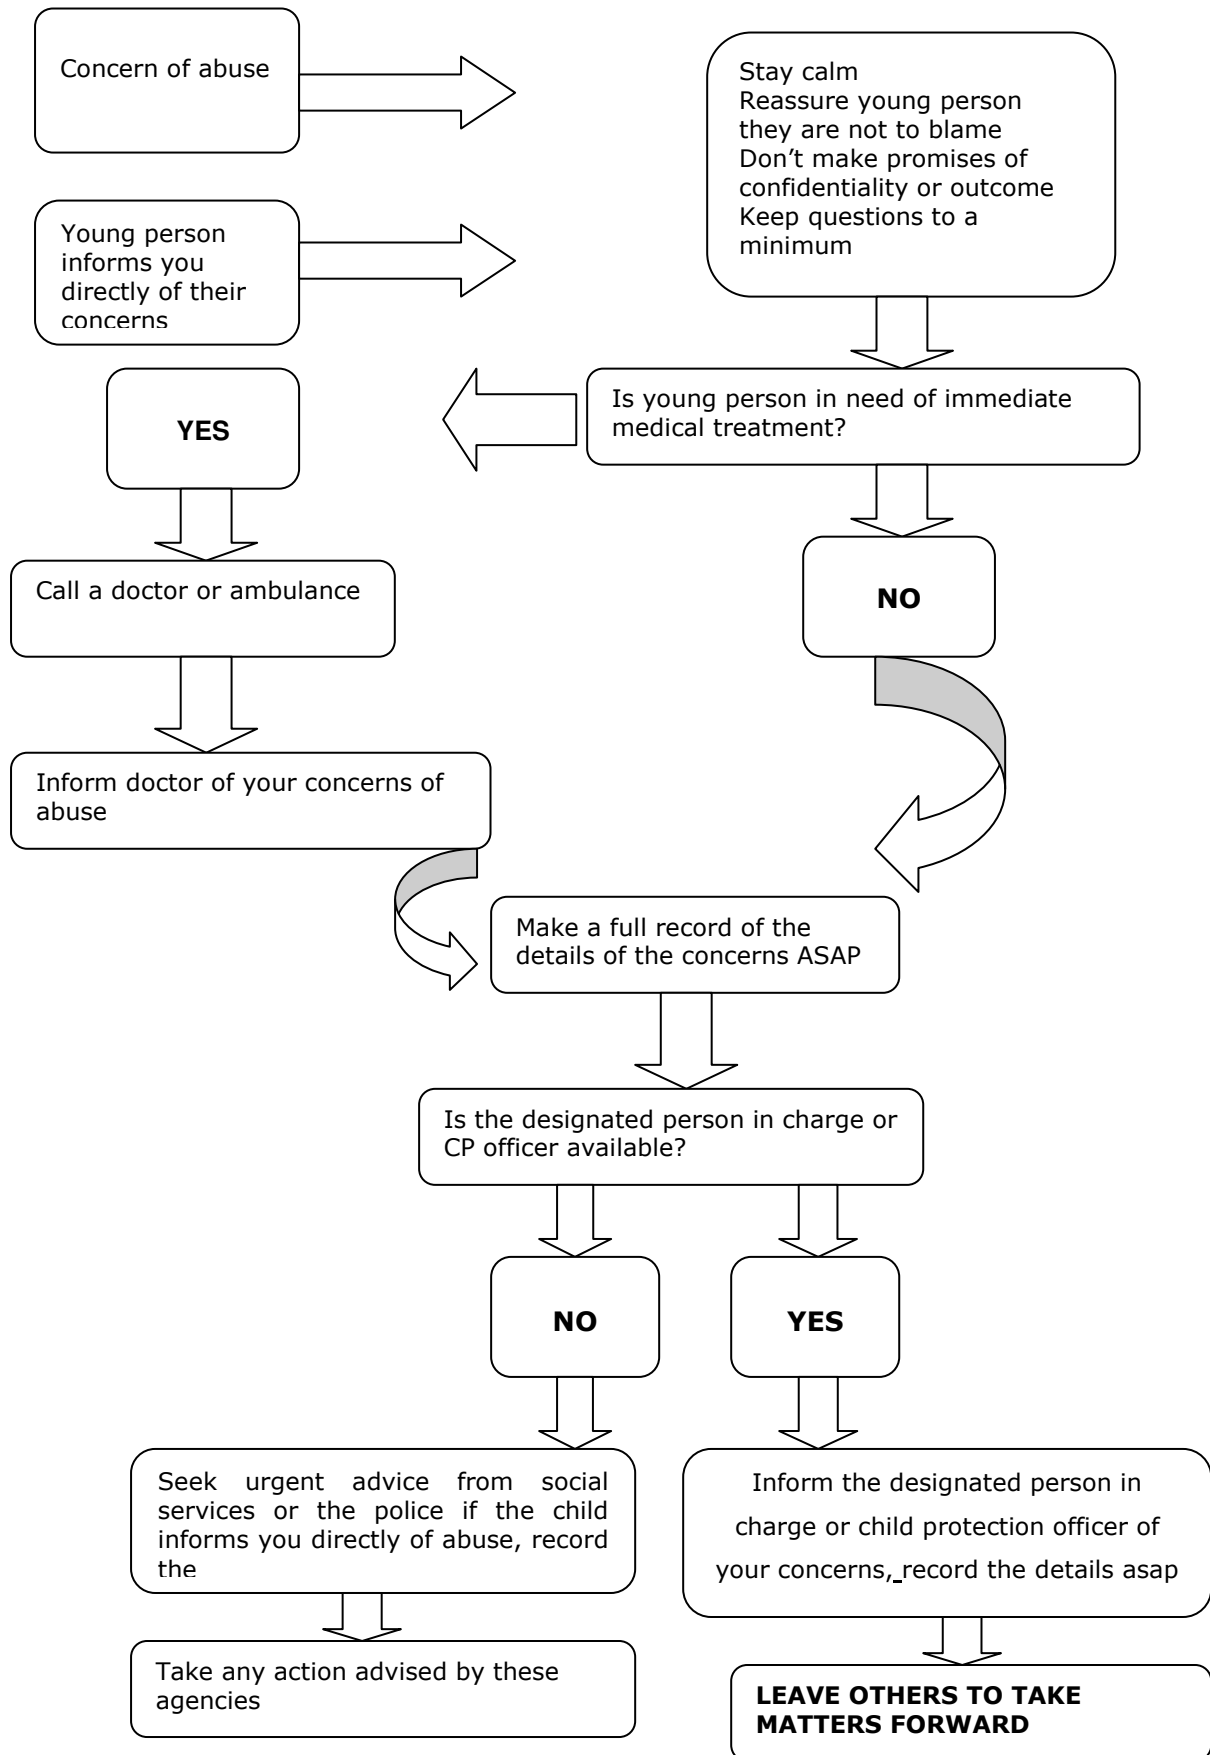 Concern of abuse
Stay calm
Reassure young person
they are not to blame
Don't make promises of
confidentiality or outcome
Keep questions to a
minimum
Young person
informs you
directly of their
concerns
Is young person in need of immediate
medical treatment?
YES
NO
Call a doctor or ambulance
Inform doctor of your concerns of
abuse
Make a full record of the
details of the concerns ASAP
Is the designated person in charge or
CP officer available?
NO
YES
Seek urgent advice from social
services or the police if the child
informs you directly of abuse, record
the
Inform the designated person in
charge or child protection officer of
your concerns, record the details asap
Take any action advised by these
agencies
LEAVE OTHERS TO TAKE
MATTERS FORWARD